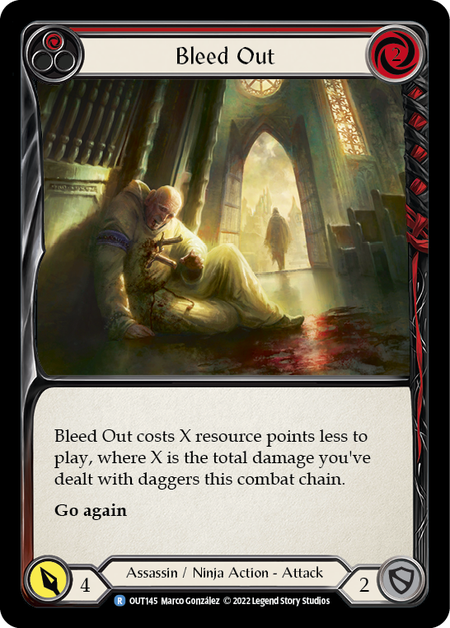 Bleed Out
2
Bleed Out costs X resource points less to
play, where X is the total damage you've
dealt with daggers this combat chain.
Go again
4
Assassin / Ninja Action - Attack
2
R OUT145 Marco González © 2022 Legend Story Studios